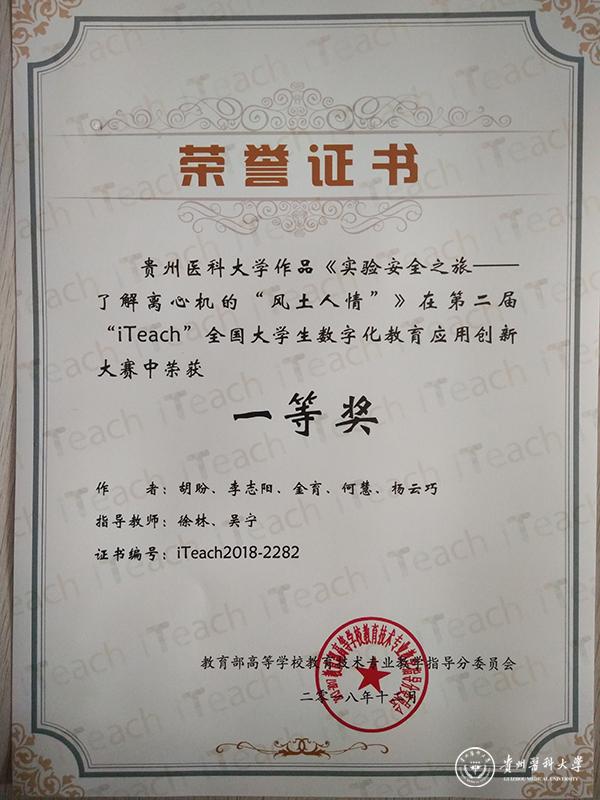 荣誉证书
贵州医科大学作品《实验安全之旅——
了解离心机的“风土人情”》在第二届
“iTeach”全国大学生数字化教育应用创新
大赛中荣获
一等奖
作 者：胡盼、李志阳、金育、何慧、杨云巧
指导教师：徐林、吴宁
证书编号：iTeach2018-2282
教育部高等学校教育技术专业教学指导分委员会
二零一八年十 月
贵州医科大学
GUIZHOU MEDICAL UNIVERSITY